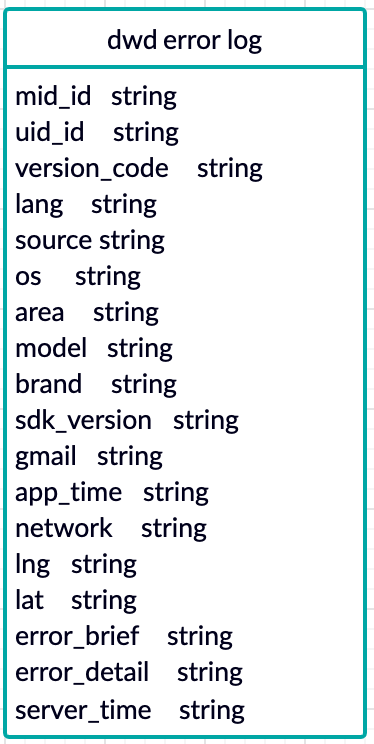 dwd error log
mid_id string
uid_id string
version_code string
lang string
source string
os string
area string
model string
brand string
sdk_version string
gmail string
app_time string
network string
lng string
lat string
error_brief string
error_detail string
server_time string